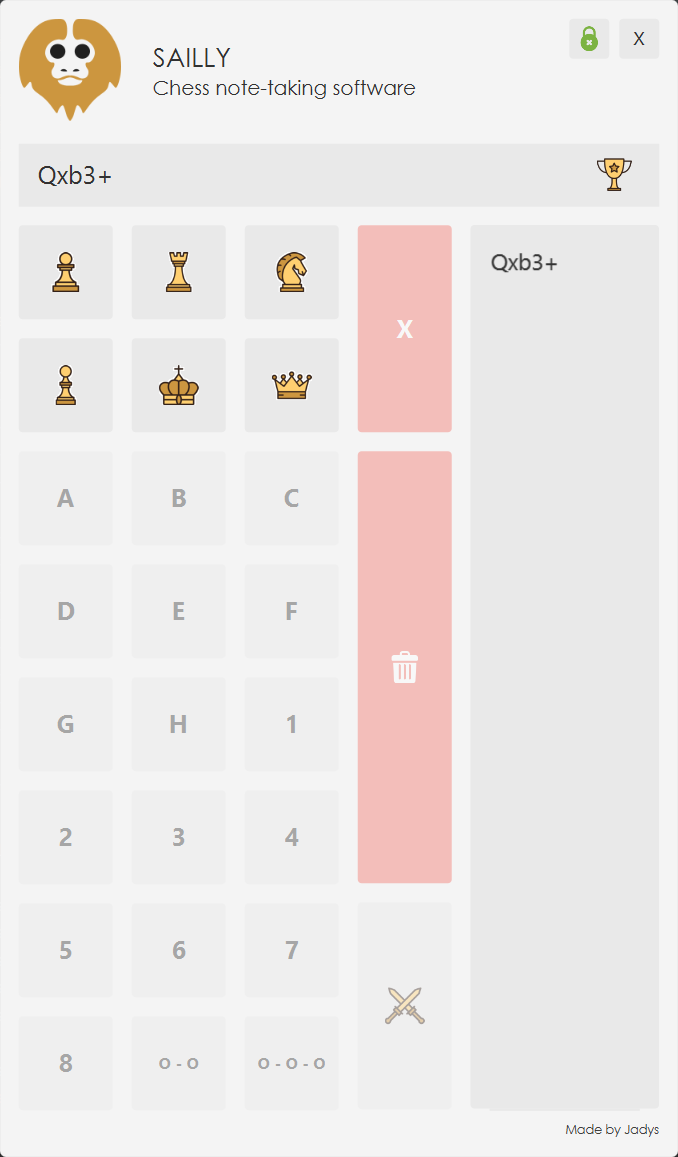 SAILLY
X
Chess note-taking software
Qxb3+
X
Qxb3+
A B C
D E F
G H 1
2 3 4
5 6 7
8 O - O O - O - O
Made by Jadys